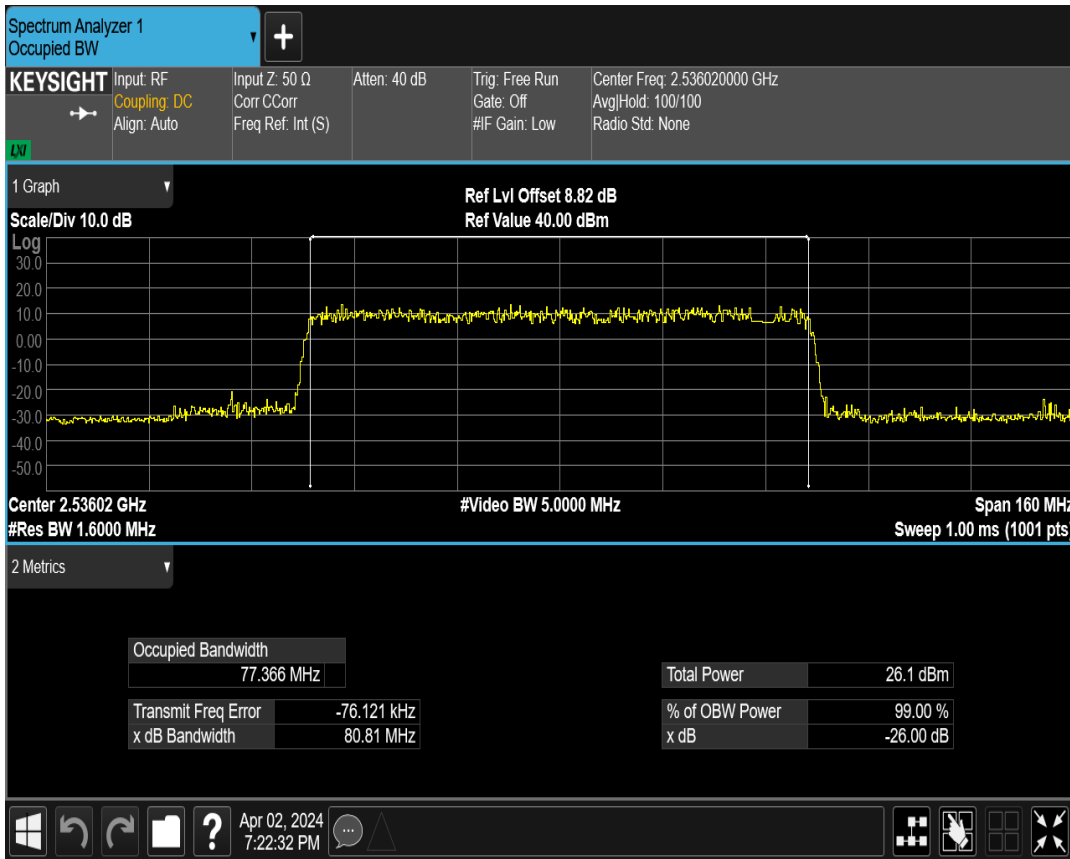 Spectrum Analyzer 1
Occupied BW
KEYSIGHT
LXI
Input: RF
Coupling: DC
Align: Auto
Input Z: 50 Ω
Corr CCorr
Freq Ref: Int (S)
Atten: 40 dB
Trig: Free Run
Gate: Off
#IF Gain: Low
Center Freq: 2.536020000 GHz
Avg|Hold: 100/100
Radio Std: None
1 Graph
Scale/Div 10.0 dB
Ref Lvl Offset 8.82 dB
Ref Value 40.00 dBm
Log
30.0
20.0
10.0
0.00
-10.0
-20.0
-30.0
-40.0
-50.0
Center 2.53602 GHz
#Video BW 5.0000 MHz
Span 160 MHz
#Res BW 1.6000 MHz
Sweep 1.00 ms (1001 pts)
2 Metrics
Occupied Bandwidth
77.366 MHz
Total Power 26.1 dBm
Transmit Freq Error -76.121 kHz
% of OBW Power 99.00 %
x dB Bandwidth 80.81 MHz
x dB -26.00 dB
?
Apr 02, 2024
7:22:32 PM